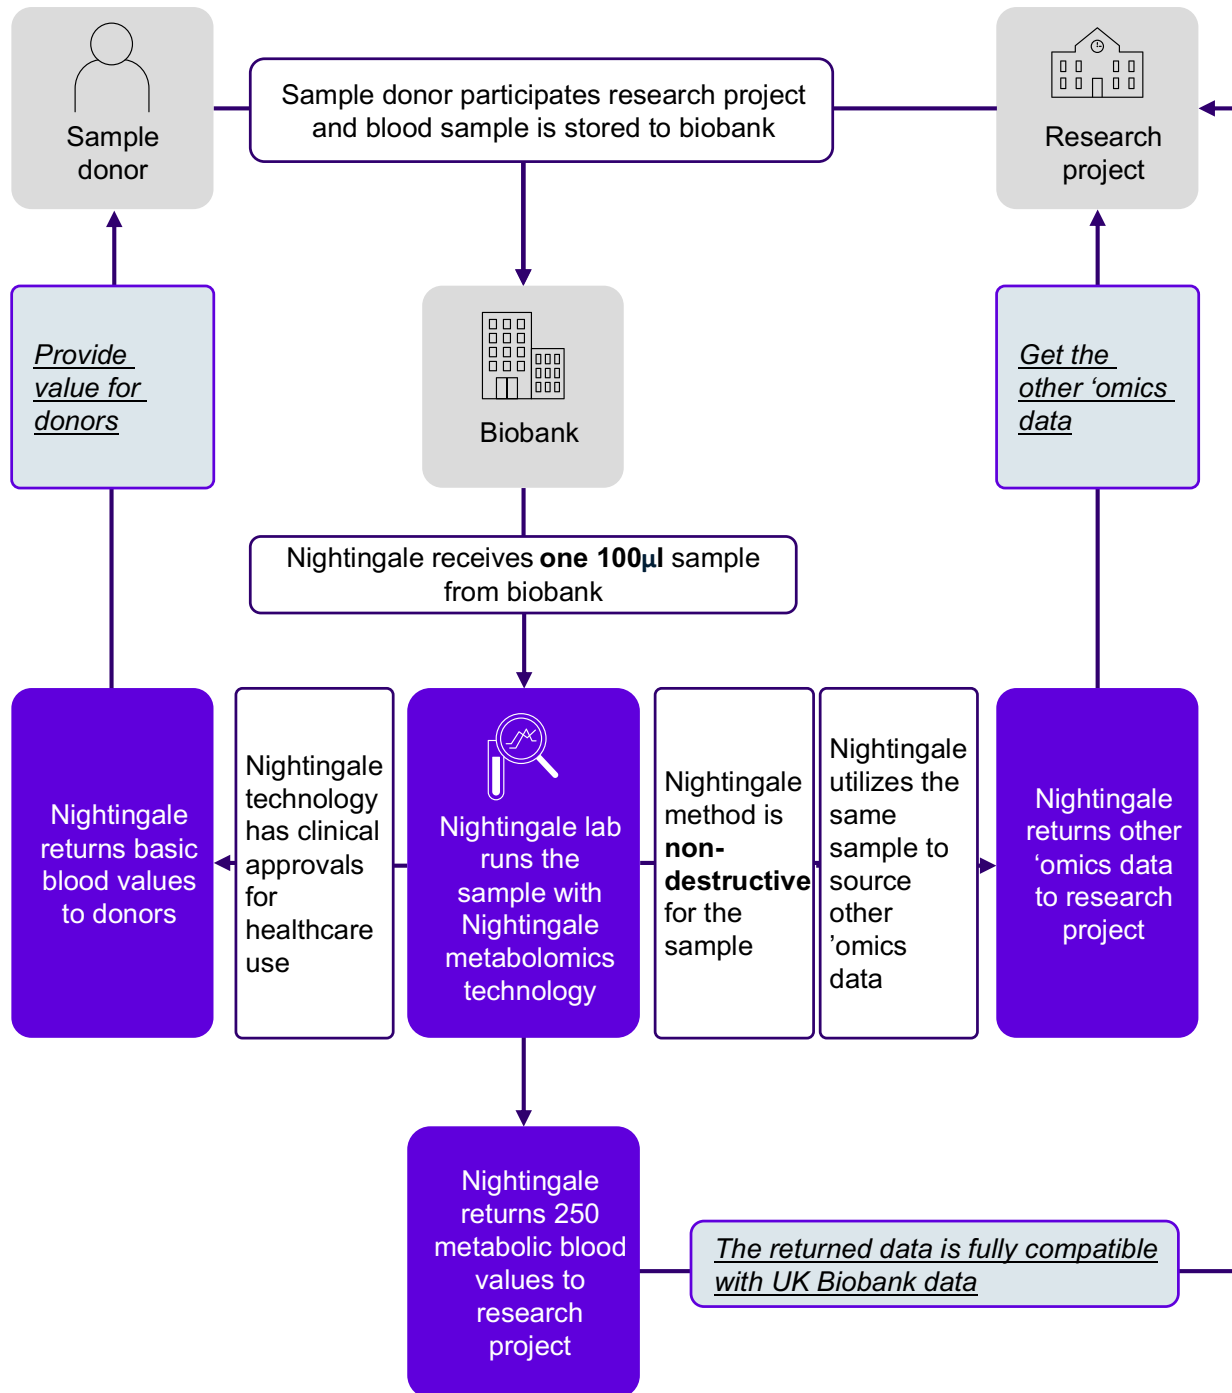 Sample
donor
Sample donor participates research project
and blood sample is stored to biobank
Research
project
Provide
value for
donors
Biobank
Get the
other ‘omics
data
Nightingale receives one 100µl sample
from biobank
Nightingale
returns basic
blood values
to donors
Nightingale
technology
has clinical
approvals
for
healthcare
use
Nightingale lab
runs the
sample with
Nightingale
metabolomics
technology
Nightingale
method is
non-
destructive
for the
sample
Nightingale
utilizes the
same
sample to
source
other
’omics
data
Nightingale
returns other
‘omics data
to research
project
Nightingale
returns 250
metabolic blood
values to
research
project
The returned data is fully compatible
with UK Biobank data